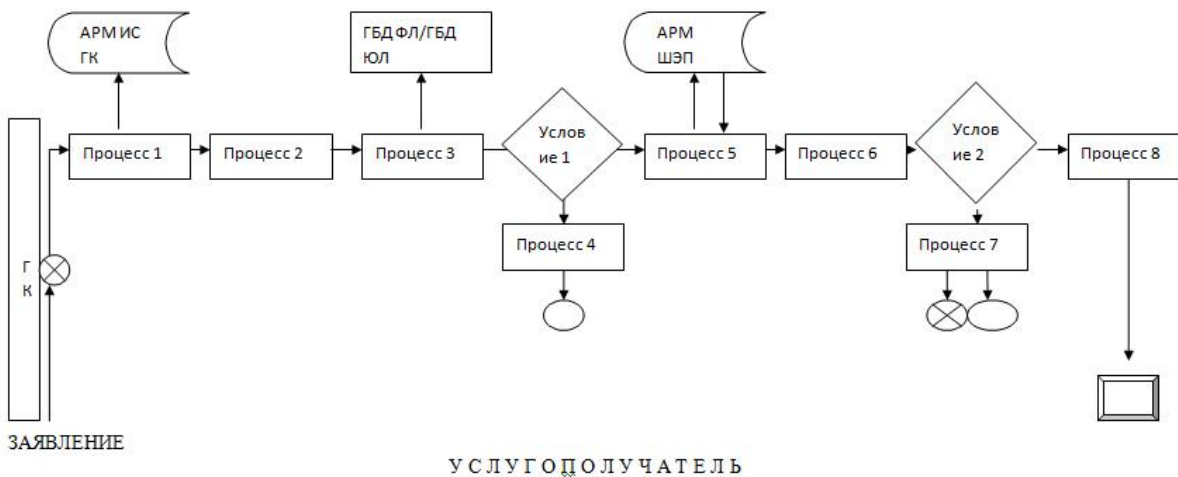 АРМ ИС
ГК
ГБД ФЛ/ГБД
ЮЛ
АРМ
ШЭП
Процесс 1
Процесс 2
Процесс 3
Услов
ие 1
Процесс 5
Процесс 6
Услов
ие 2
Процесс 8
Процесс 4
Процесс 7
Г
К
ЗАЯВЛЕНИЕ
У С Л У Г О П О Л У Ч А Т Е Л Ь